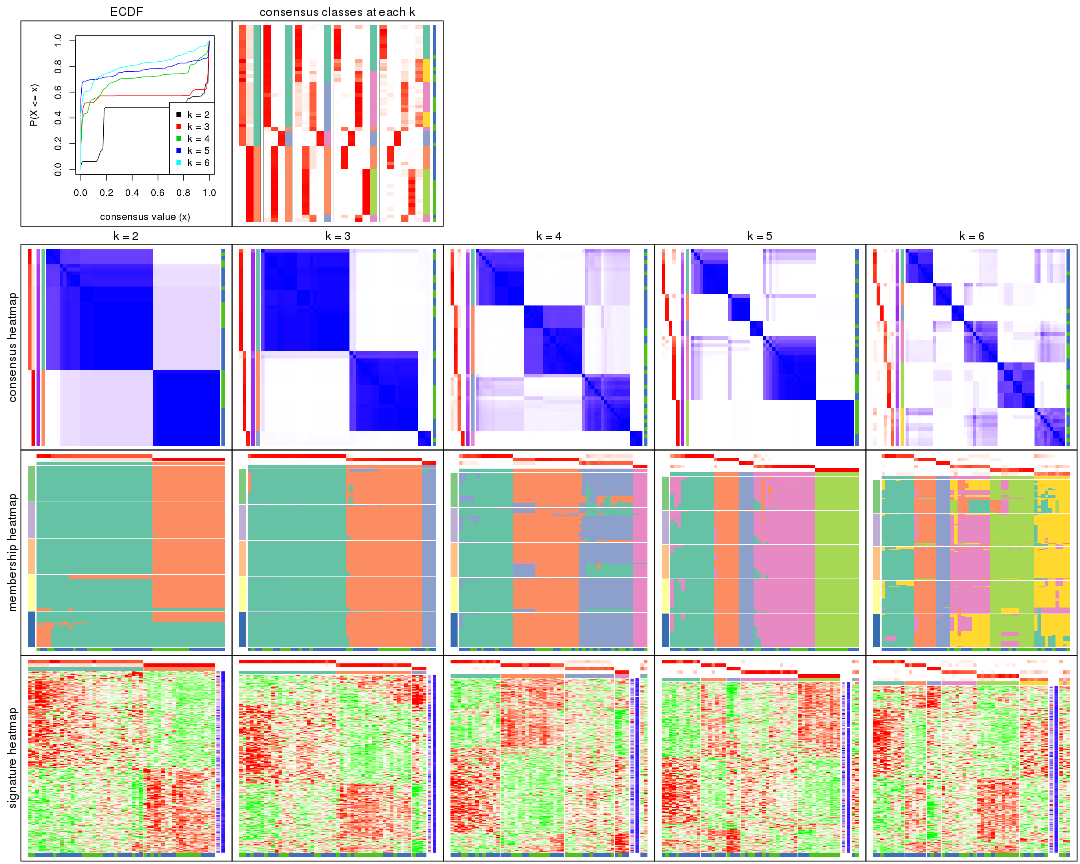 ECDF
consensus classes at each k
P(X <= x)
0.0 0.2 0.4 0.6 0.8 1.0
k = 2
k = 3
k = 4
k = 5
k = 6
0.0 0.2 0.4 0.6 0.8 1.0
consensus value (x)
k = 2
k = 3
k = 4
k = 5
k = 6
consensus heatmap
membership heatmap
signature heatmap